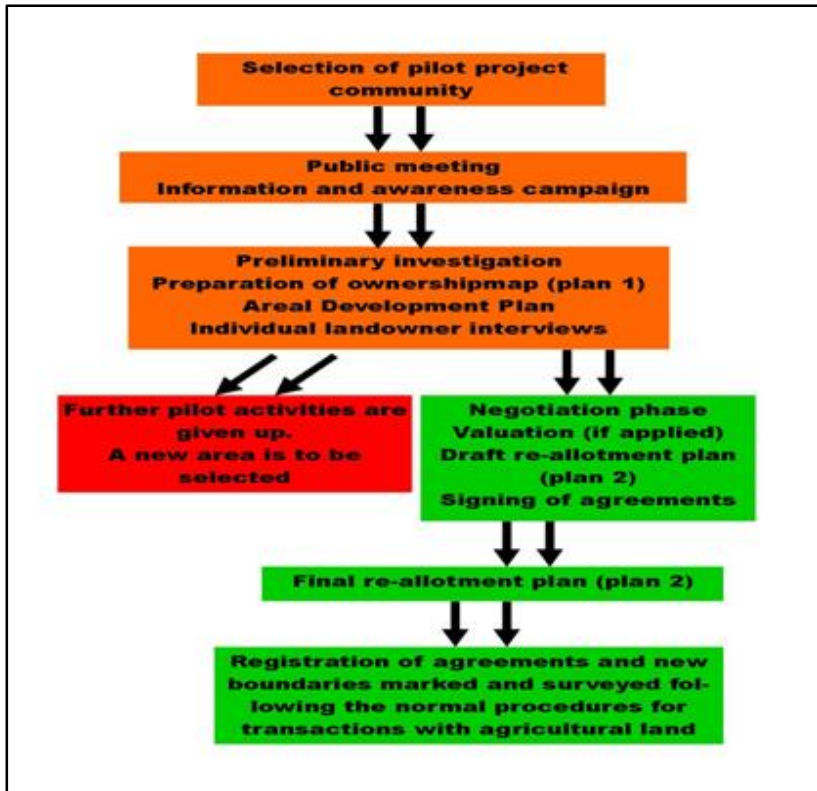 Selection of pilot project
community
Public meeting
Information and awareness campaign
Preliminary investigation
Preparation of ownershipmap (plan 1)
Areal Development Plan
Individual landowner interviews
Further pilot activities are
given up.
A new area is to be
selected
Negotiation phase
Valuation (if applied)
Draft re-allotment plan
(plan 2)
Signing of agreements
Final re-allotment plan (plan 2)
Registration of agreements and new
boundaries marked and surveyed fol-
lowing the normal procedures for
transactions with agricultural land